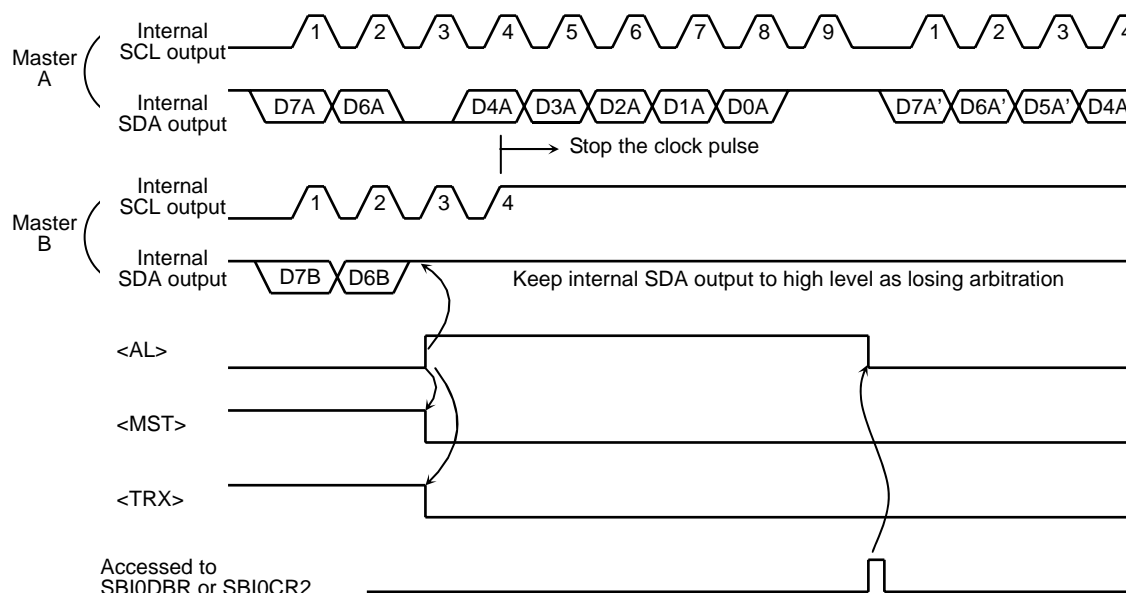 Internal
SCL output
1 2 3 4 5 6 7 8 9 1 2 3 4
Master
A
Internal
SDA output
D7A D6A D4A D3A D2A D1A D0A D7A' D6A' D5A' D4A
Stop the clock pulse
Internal
SCL output
1 2 3 4
Master
B
Internal
SDA output
D7B D6B
Keep internal SDA output to high level as losing arbitration
<AL>
<MST>
<TRX>
Accessed to
SBI0DBR or SBI0CR2